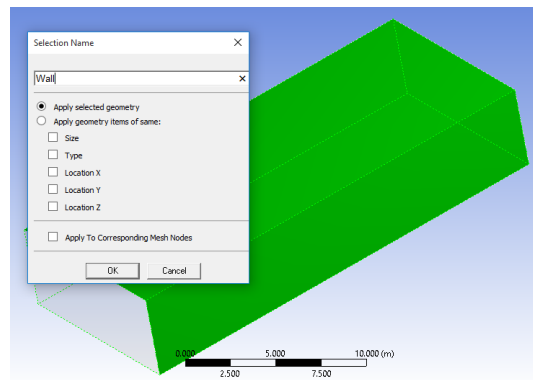 Selection Name
Wall
Apply selected geometry
Apply geometry items of same:
Size
Type
Location X
Location Y
Location Z
Apply To Corresponding Mesh Nodes
OK Cancel
0.000 5.000 10.000 (m)
2.500 7.500